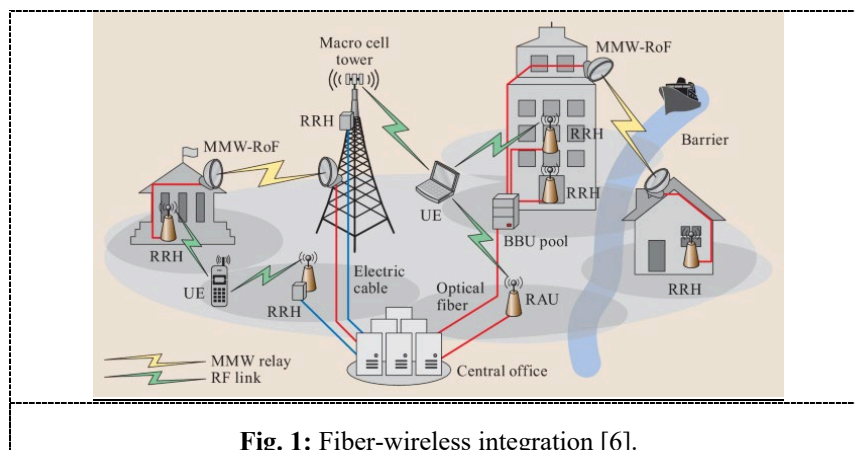 Macro cell
tower
MMW-RoF
RRH
RRH
MMW-RoF
Barrier
RRH
UE
BBU pool
RRH
UE
Electric
cable
Optical
fiber
RAU
RRH
RRH
MMW relay
RF link
Central office
Fig. 1: Fiber-wireless integration [6].